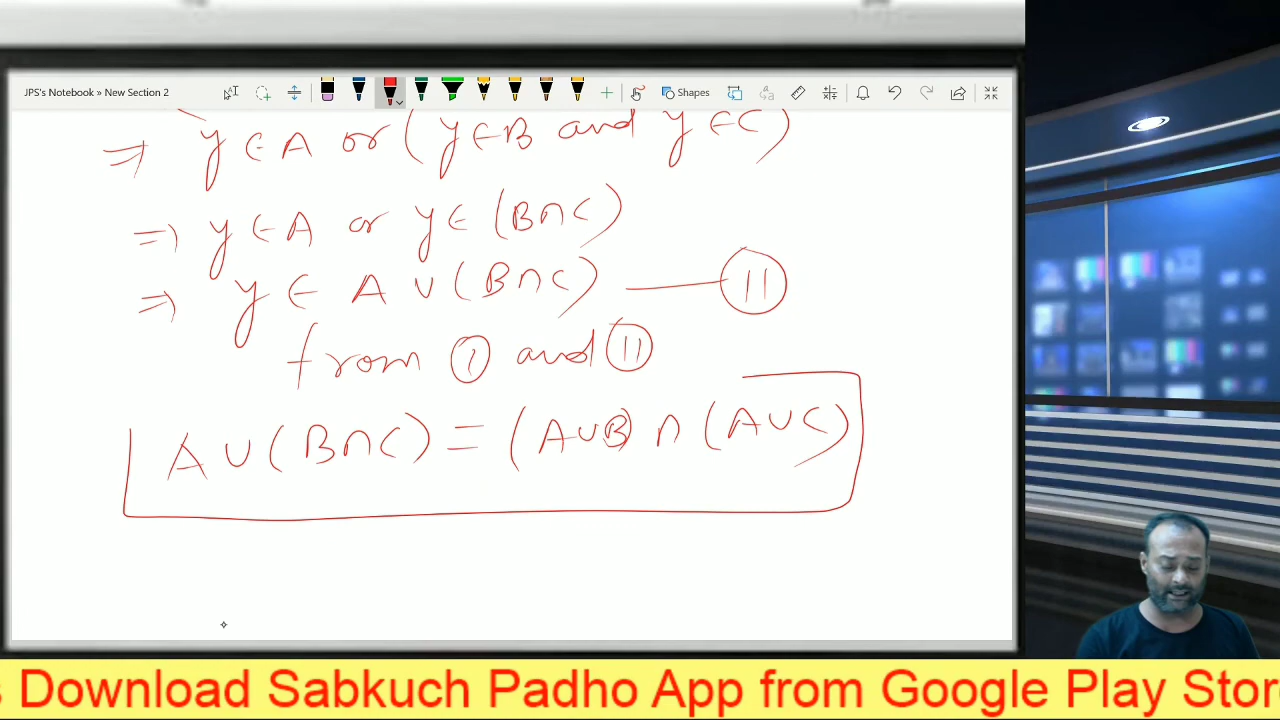 JPS's Notebook » New Section 2
Shapes
⇒ y ∈ A or (y ∈ B and y ∈ C)
⇒ y ∈ A or y ∈ (B∩C)
⇒ y ∈ A ∪ (B∩C) — II
from I and II
A ∪ (B∩C) = (A∪B) ∩ (A∪C)
s Download Sabkuch Padho App from Google Play Stor